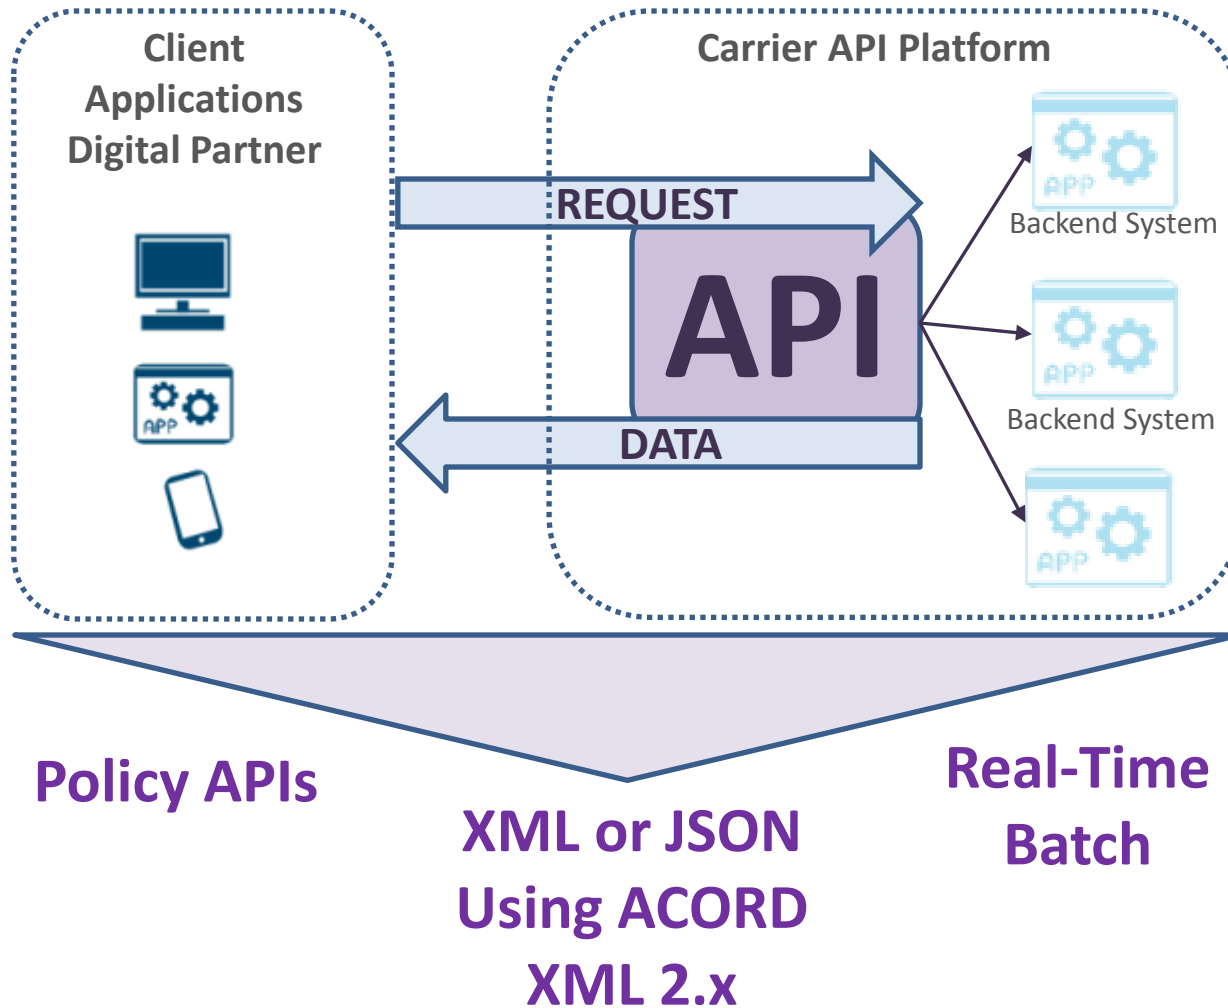 Client
Applications
Digital Partner
Carrier API Platform
REQUEST
API
DATA
APP
APP
Backend System
APP
Backend System
APP
Policy APIs
XML or JSON
Using ACORD
XML 2.x
Real-Time
Batch